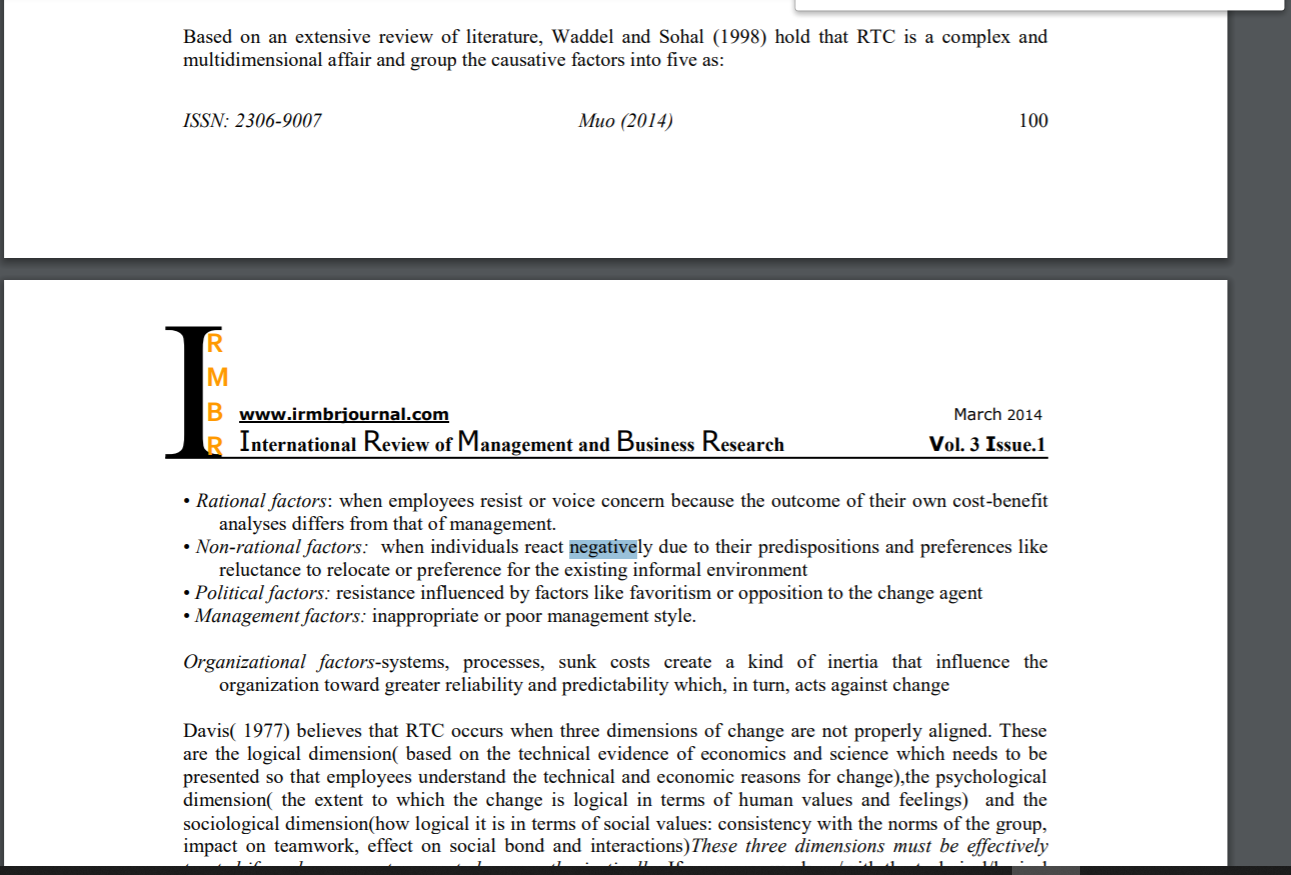 Based on an extensive review of literature, Waddel and Sohal (1998) hold that RTC is a complex and
multidimensional affair and group the causative factors into five as:
ISSN: 2306-9007 Muo (2014) 100
I
R
M
B
R
www.irmbrjournal.com March 2014
International Review of Management and Business Research Vol. 3 Issue.1
• Rational factors: when employees resist or voice concern because the outcome of their own cost-benefit
analyses differs from that of management.
• Non-rational factors: when individuals react negatively due to their predispositions and preferences like
reluctance to relocate or preference for the existing informal environment
• Political factors: resistance influenced by factors like favoritism or opposition to the change agent
• Management factors: inappropriate or poor management style.
Organizational factors-systems, processes, sunk costs create a kind of inertia that influence the
organization toward greater reliability and predictability which, in turn, acts against change
Davis( 1977) believes that RTC occurs when three dimensions of change are not properly aligned. These
are the logical dimension( based on the technical evidence of economics and science which needs to be
presented so that employees understand the technical and economic reasons for change),the psychological
dimension( the extent to which the change is logical in terms of human values and feelings) and the
sociological dimension(how logical it is in terms of social values: consistency with the norms of the group,
impact on teamwork, effect on social bond and interactions)These three dimensions must be effectively